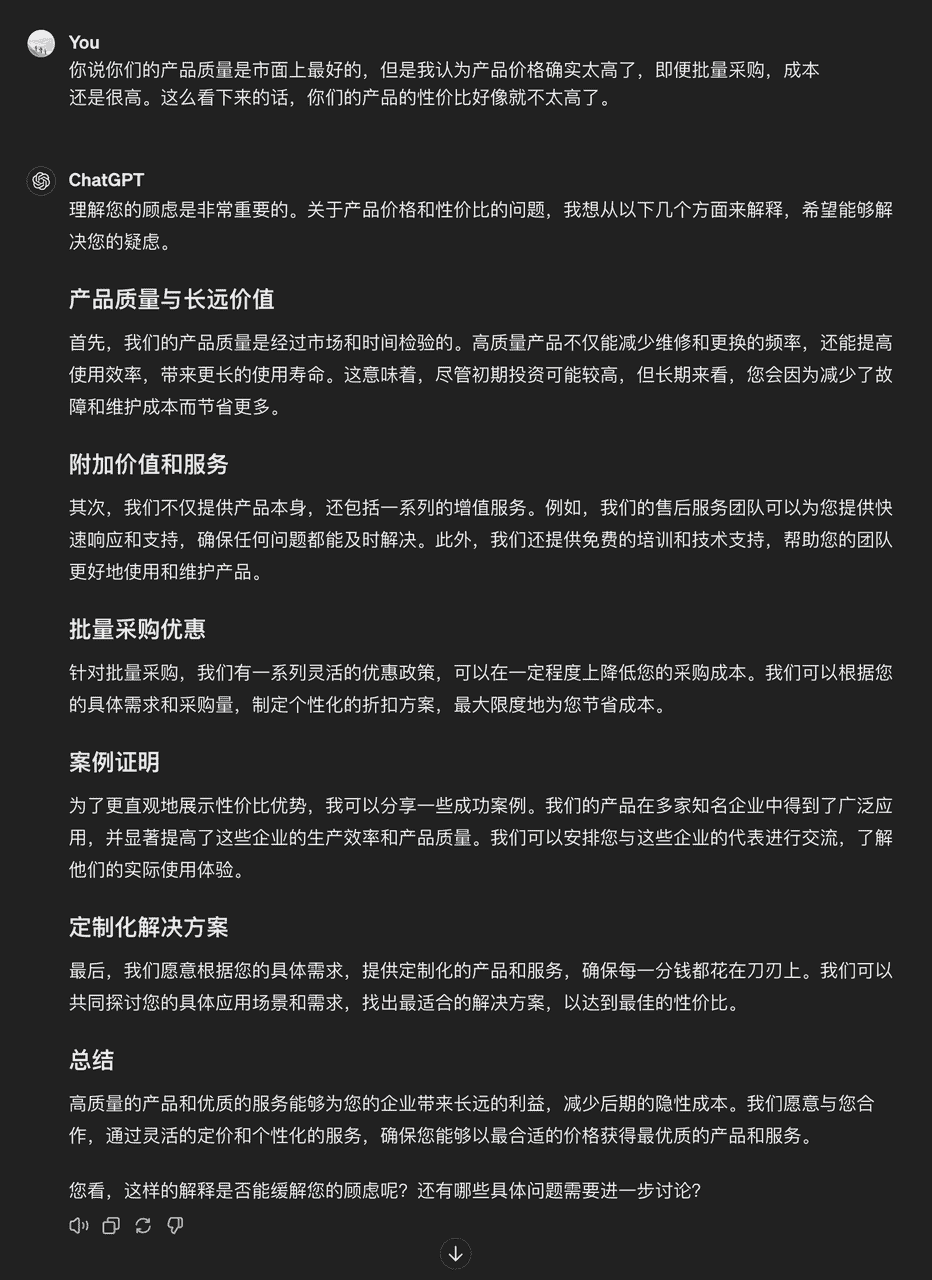 You
你说你们的产品质量是市面上最好的，但是我认为产品价格确实太高了，即便批量采购，成本
还是很高。这么看下来的话，你们的产品的性价比好像就不太高了。
ChatGPT
理解您的顾虑是非常重要的。关于产品价格和性价比的问题，我想从以下几个方面来解释，希望能够解
决您的疑虑。
产品质量与长远价值
首先，我们的产品质量是经过市场和时间检验的。高质量产品不仅能减少维修和更换的频率，还能提高
使用效率，带来更长的使用寿命。这意味着，尽管初期投资可能较高，但长期来看，您会因为减少了故
障和维护成本而节省更多。
附加价值和服务
其次，我们不仅提供产品本身，还包括一系列的增值服务。例如，我们的售后服务团队可以为您提供快
速响应和支持，确保任何问题都能及时解决。此外，我们还提供免费的培训和技术支持，帮助您的团队
更好地使用和维护产品。
批量采购优惠
针对批量采购，我们有一系列灵活的优惠政策，可以在一定程度上降低您的采购成本。我们可以根据您
的具体需求和采购量，制定个性化的折扣方案，最大限度地为您节省成本。
案例证明
为了更直观地展示性价比优势，我可以分享一些成功案例。我们的产品在多家知名企业中得到了广泛应
用，并显著提高了这些企业的生产效率和产品质量。我们可以安排您与这些企业的代表进行交流，了解
他们的实际使用体验。
定制化解决方案
最后，我们愿意根据您的具体需求，提供定制化的产品和服务，确保每一分钱都花在刀刃上。我们可以
共同探讨您的具体应用场景和需求，找出最适合的解决方案，以达到最佳的性价比。
总结
高质量的产品和优质的服务能够为您的企业带来长远的利益，减少后期的隐性成本。我们愿意与您合
作，通过灵活的定价和个性化的服务，确保您能够以最合适的价格获得最优质的产品和服务。
您看，这样的解释是否能缓解您的顾虑呢？还有哪些具体问题需要进一步讨论？